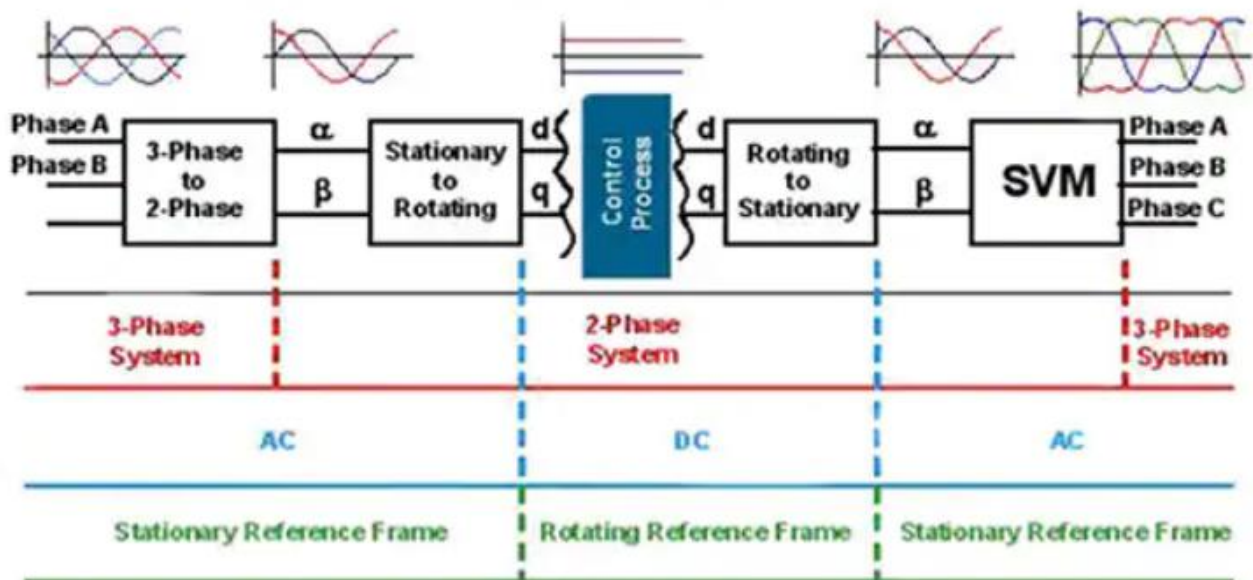 Phase A
Phase B
3-Phase
to
2-Phase
α
β
Stationary
to
Rotating
d
q
Control
Process
d
q
Rotating
to
Stationary
α
β
SVM
Phase A
Phase B
Phase C
3-Phase
System
2-Phase
System
3-Phase
System
AC
DC
AC
Stationary Reference Frame
Rotating Reference Frame
Stationary Reference Frame